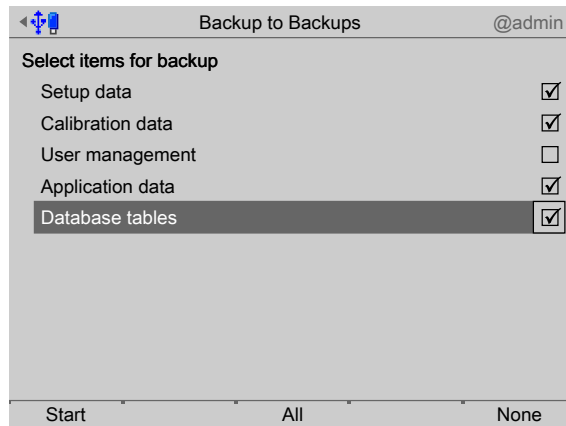 Backup to Backups @admin
Select items for backup
Setup data
Calibration data
User management
Application data
Database tables
Start All None